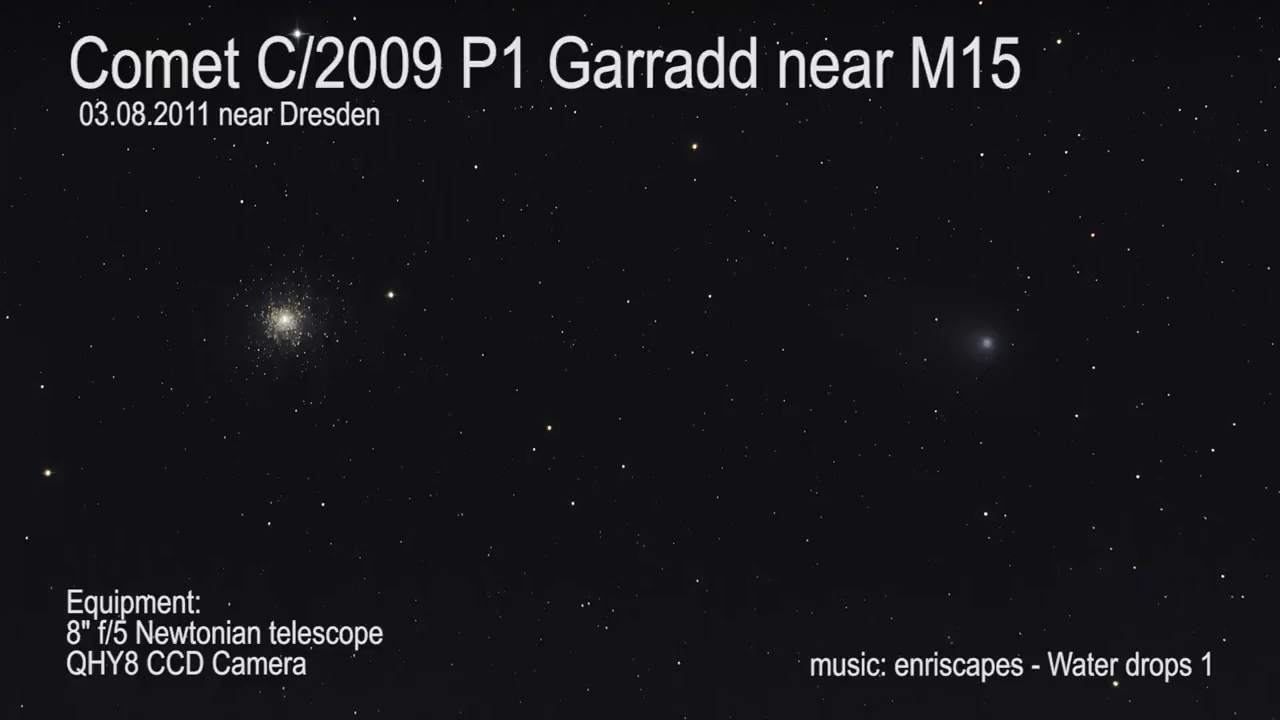 Comet C/2009 P1 Garradd near M15
03.08.2011 near Dresden
Equipment:
8" f/5 Newtonian telescope
QHY8 CCD Camera
music: enriscapes - Water drops 1